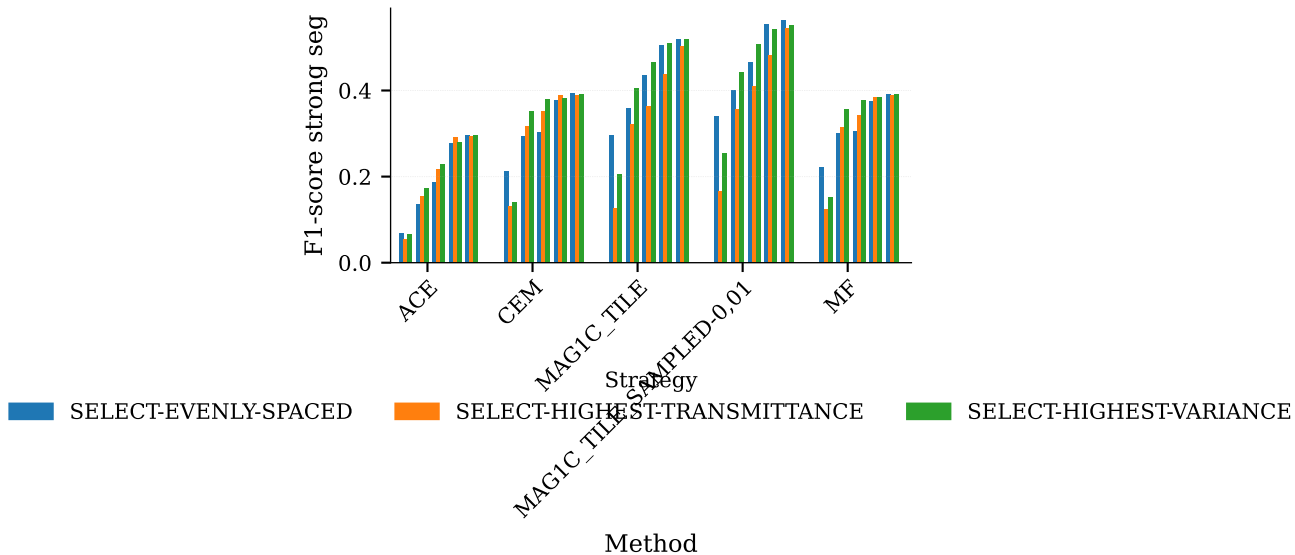 F1-score strong seg
0.4
0.2
0.0
ACE
CEM
MAG1C_TILE
MAG1C_TILE_SAMPLED-0,01
MF
Strategy
SELECT-EVENLY-SPACED
SELECT-HIGHEST-TRANSMITTANCE
SELECT-HIGHEST-VARIANCE
Method